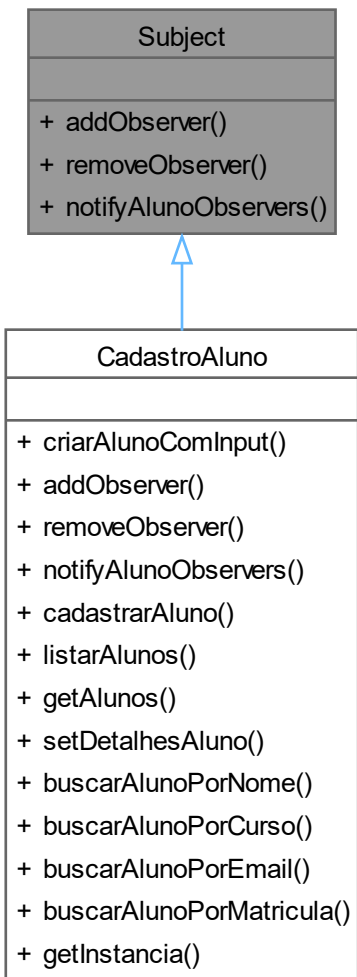 Subject
+ addObserver()
+ removeObserver()
+ notifyAlunoObservers()
CadastroAluno
+ criarAlunoComInput()
+ addObserver()
+ removeObserver()
+ notifyAlunoObservers()
+ cadastrarAluno()
+ listarAlunos()
+ getAlunos()
+ setDetalhesAluno()
+ buscarAlunoPorNome()
+ buscarAlunoPorCurso()
+ buscarAlunoPorEmail()
+ buscarAlunoPorMatricula()
+ getInstancia()